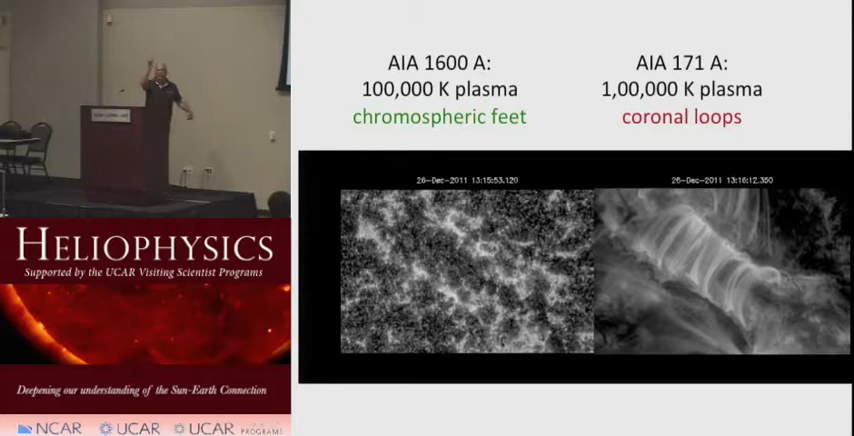 AIA 1600 A:
100,000 K plasma
chromospheric feet
AIA 171 A:
1,00,000 K plasma
coronal loops
26-Dec-2011 13:15:53.120
26-Dec-2011 13:16:12.350
HELIOPHYSICS
Supported by the UCAR Visiting Scientist Programs
Deepening our understanding of the Sun-Earth Connection
NCAR
UCAR
UCAR
PROGRAMS